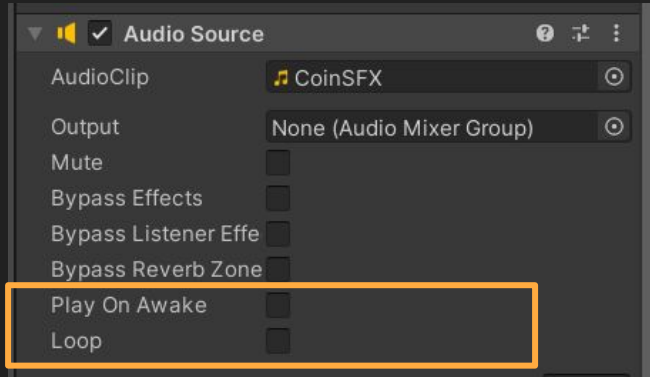 Audio Source
AudioClip CoinSFX
Output None (Audio Mixer Group)
Mute
Bypass Effects
Bypass Listener Effe
Bypass Reverb Zone
Play On Awake
Loop